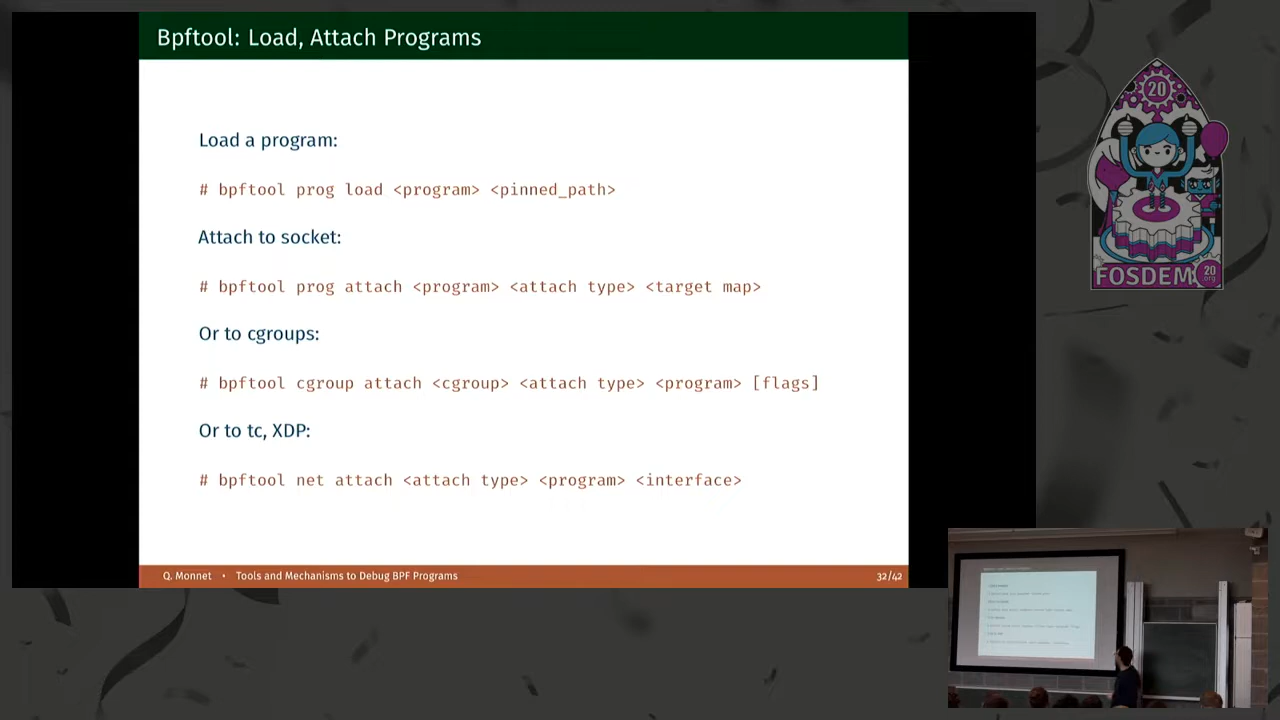 Bpftool: Load, Attach Programs
Load a program:
# bpftool prog load <program> <pinned_path>
Attach to socket:
# bpftool prog attach <program> <attach type> <target map>
Or to cgroups:
# bpftool cgroup attach <cgroup> <attach type> <program> [flags]
Or to tc, XDP:
# bpftool net attach <attach type> <program> <interface>
Q. Monnet • Tools and Mechanisms to Debug BPF Programs
32/42
20
FOSDEM
20
.org